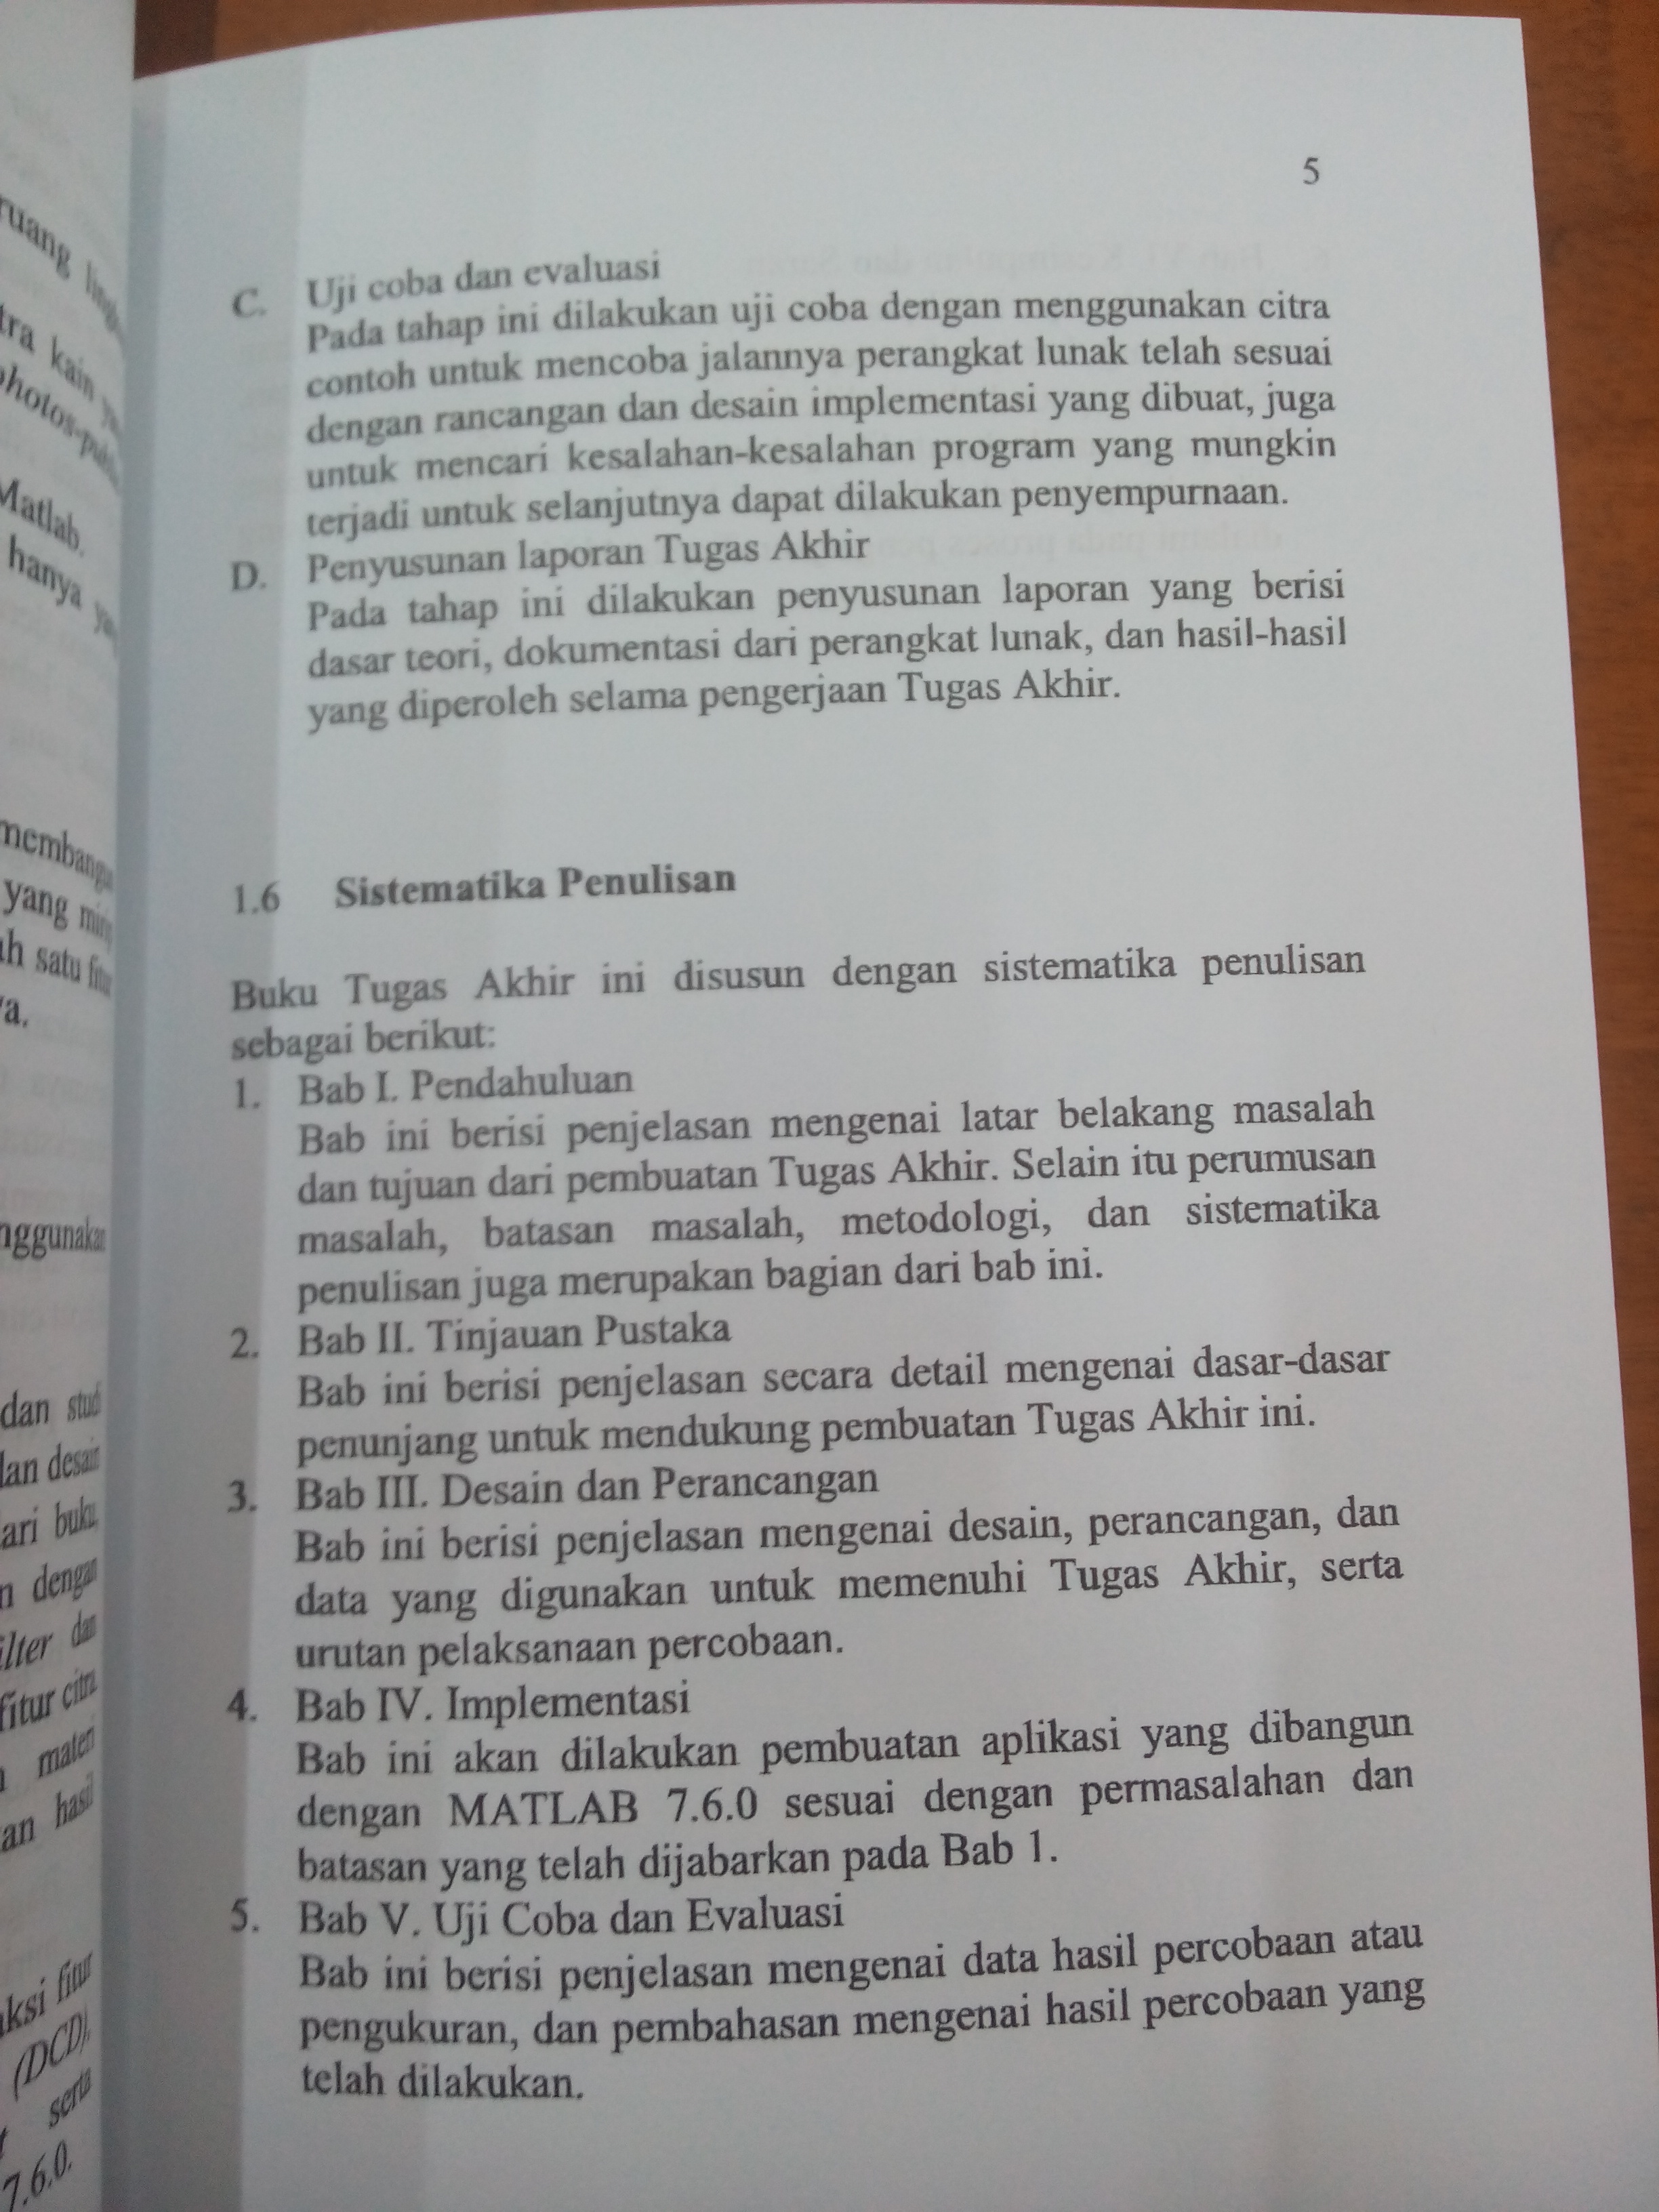 5
C. Uji coba dan evaluasi
Pada tahap ini dilakukan uji coba dengan menggunakan citra
contoh untuk mencoba jalannya perangkat lunak telah sesuai
dengan rancangan dan desain implementasi yang dibuat, juga
untuk mencari kesalahan-kesalahan program yang mungkin
terjadi untuk selanjutnya dapat dilakukan penyempurnaan.
D. Penyusunan laporan Tugas Akhir
Pada tahap ini dilakukan penyusunan laporan yang berisi
dasar teori, dokumentasi dari perangkat lunak, dan hasil-hasil
yang diperoleh selama pengerjaan Tugas Akhir.
1.6 Sistematika Penulisan
Buku Tugas Akhir ini disusun dengan sistematika penulisan
sebagai berikut:
1. Bab I. Pendahuluan
Bab ini berisi penjelasan mengenai latar belakang masalah
dan tujuan dari pembuatan Tugas Akhir. Selain itu perumusan
masalah, batasan masalah, metodologi, dan sistematika
penulisan juga merupakan bagian dari bab ini.
2. Bab II. Tinjauan Pustaka
Bab ini berisi penjelasan secara detail mengenai dasar-dasar
penunjang untuk mendukung pembuatan Tugas Akhir ini.
3. Bab III. Desain dan Perancangan
Bab ini berisi penjelasan mengenai desain, perancangan, dan
data yang digunakan untuk memenuhi Tugas Akhir, serta
urutan pelaksanaan percobaan.
4. Bab IV. Implementasi
Bab ini akan dilakukan pembuatan aplikasi yang dibangun
dengan MATLAB 7.6.0 sesuai dengan permasalahan dan
batasan yang telah dijabarkan pada Bab 1.
5. Bab V. Uji Coba dan Evaluasi
Bab ini berisi penjelasan mengenai data hasil percobaan atau
pengukuran, dan pembahasan mengenai hasil percobaan yang
telah dilakukan.